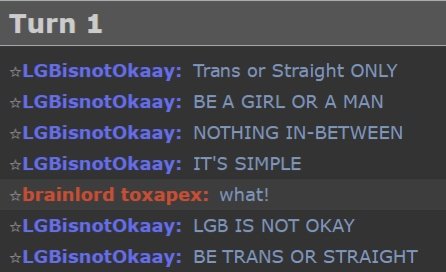 Turn 1
☆LGBisnotOkaay: Trans or Straight ONLY
☆LGBisnotOkaay: BE A GIRL OR A MAN
☆LGBisnotOkaay: NOTHING IN-BETWEEN
☆LGBisnotOkaay: IT'S SIMPLE
☆brainlord toxapex: what!
☆LGBisnotOkaay: LGB IS NOT OKAY
☆LGBisnotOkaay: BE TRANS OR STRAIGHT